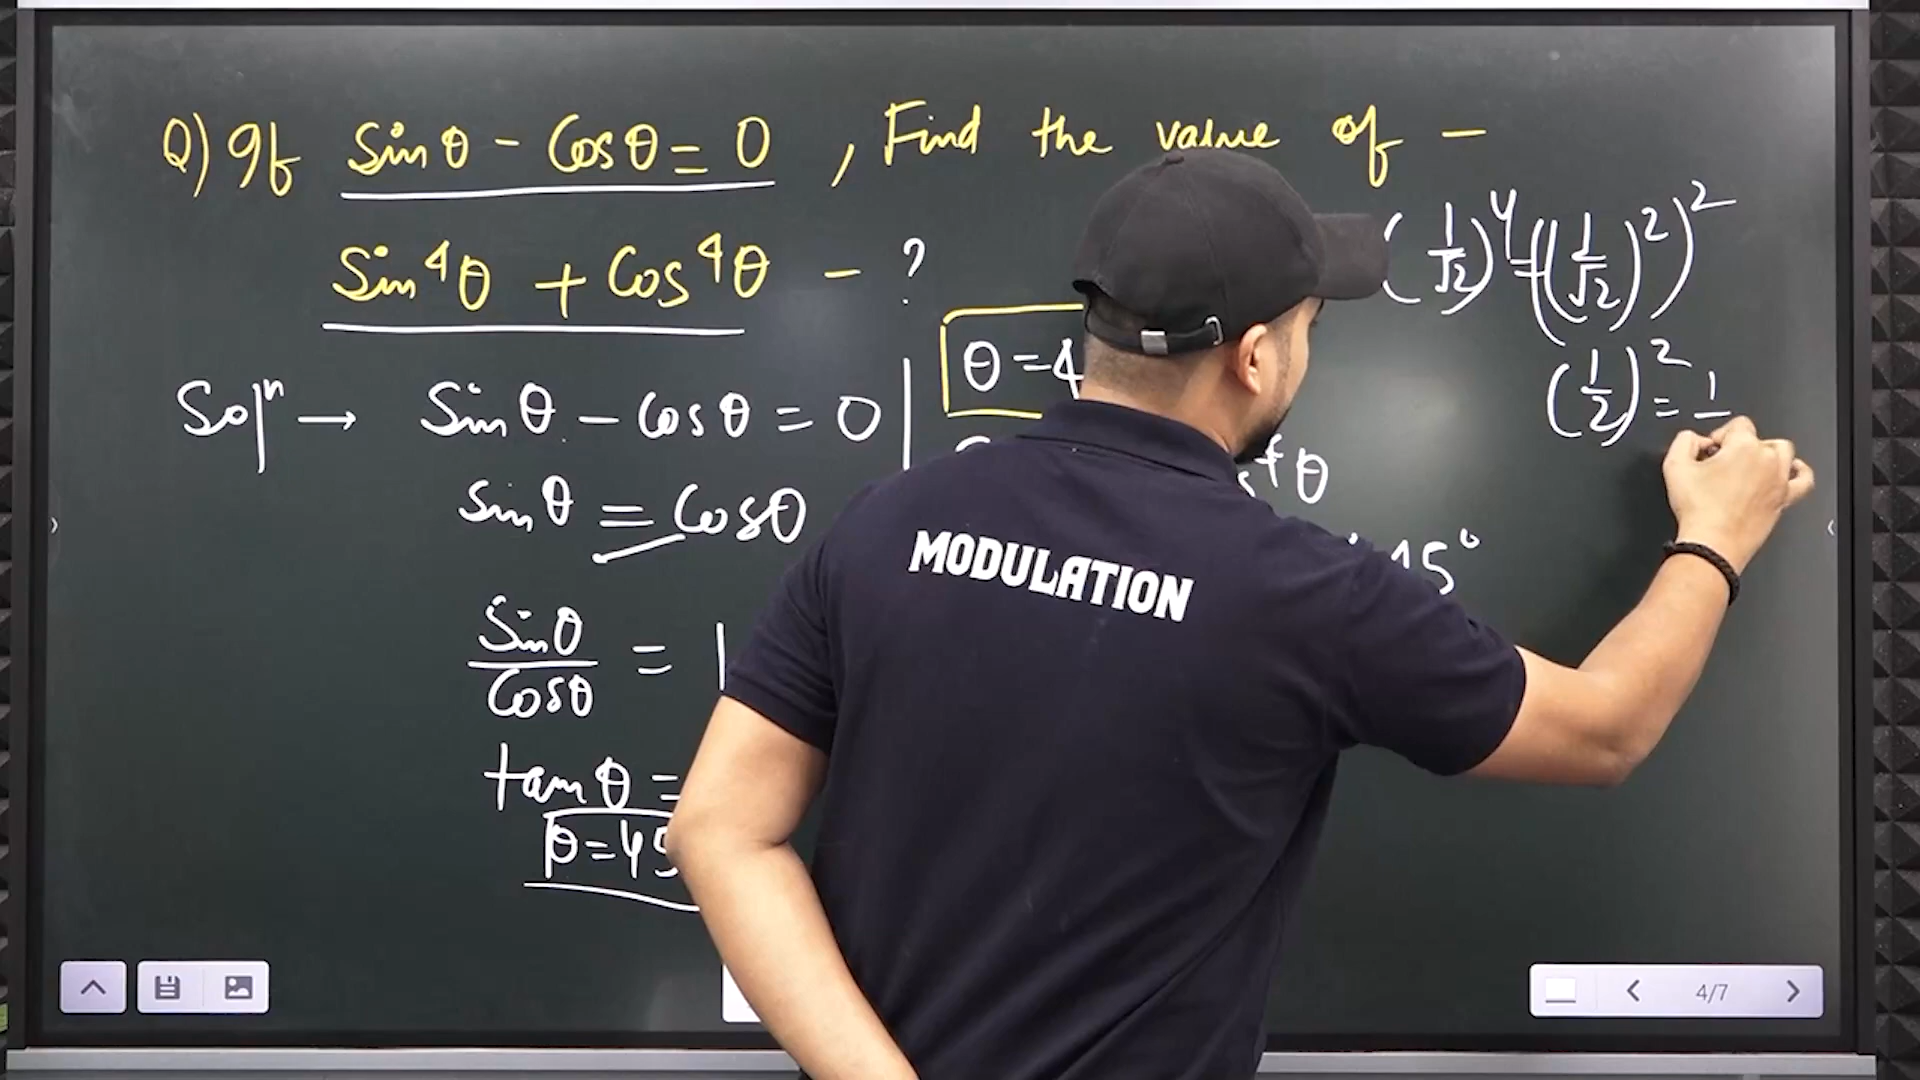 Q) If Sinθ - Cosθ = 0, Find the value of -
Sin⁴θ + Cos⁴θ - ?
Solⁿ → Sinθ - Cosθ = 0
Sinθ = Cosθ
Sinθ/Cosθ = 1
tanθ =
θ=45
θ=4
θ
45°
(1/√2)⁴ = ((1/√2)²)²
(1/2)² = 1
MODULATION
4/7